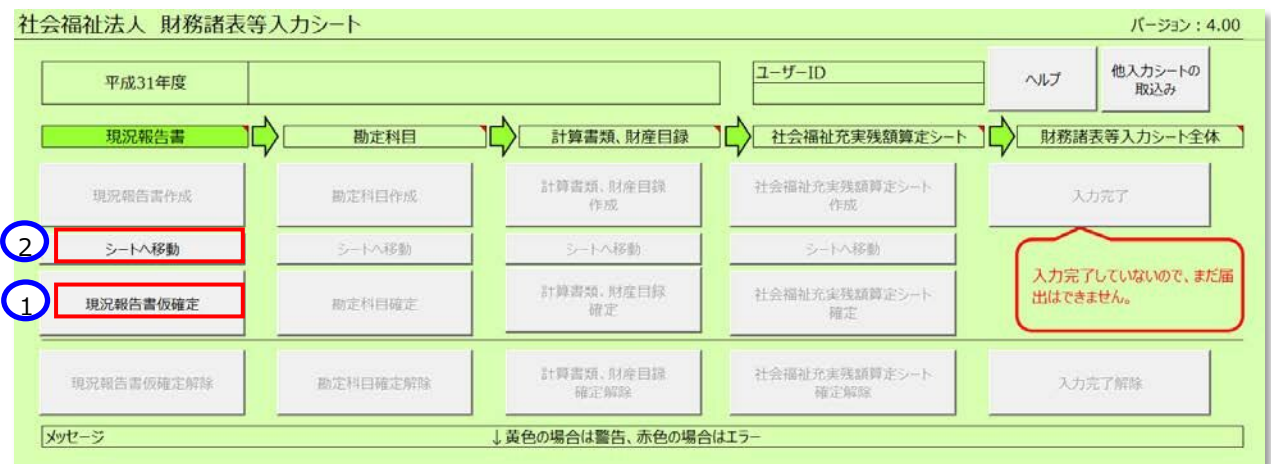 社会福祉法人 財務諸表等入力シート
バージョン：4.00
平成31年度
ユーザーID
ヘルプ
他入力シートの
取込み
現況報告書
勘定科目
計算書類、財産目録
社会福祉充実残額算定シート
財務諸表等入力シート全体
現況報告書作成
勘定科目作成
計算書類、財産目録
作成
社会福祉充実残額算定シート
作成
入力完了
2
シートへ移動
シートへ移動
シートへ移動
シートへ移動
1
現況報告書仮確定
勘定科目確定
計算書類、財産目録
確定
社会福祉充実残額算定シート
確定
入力完了していないので、まだ届
出はできません。
現況報告書仮確定解除
勘定科目確定解除
計算書類、財産目録
確定解除
社会福祉充実残額算定シート
確定解除
入力完了解除
メッセージ
↓黄色の場合は警告、赤色の場合はエラー